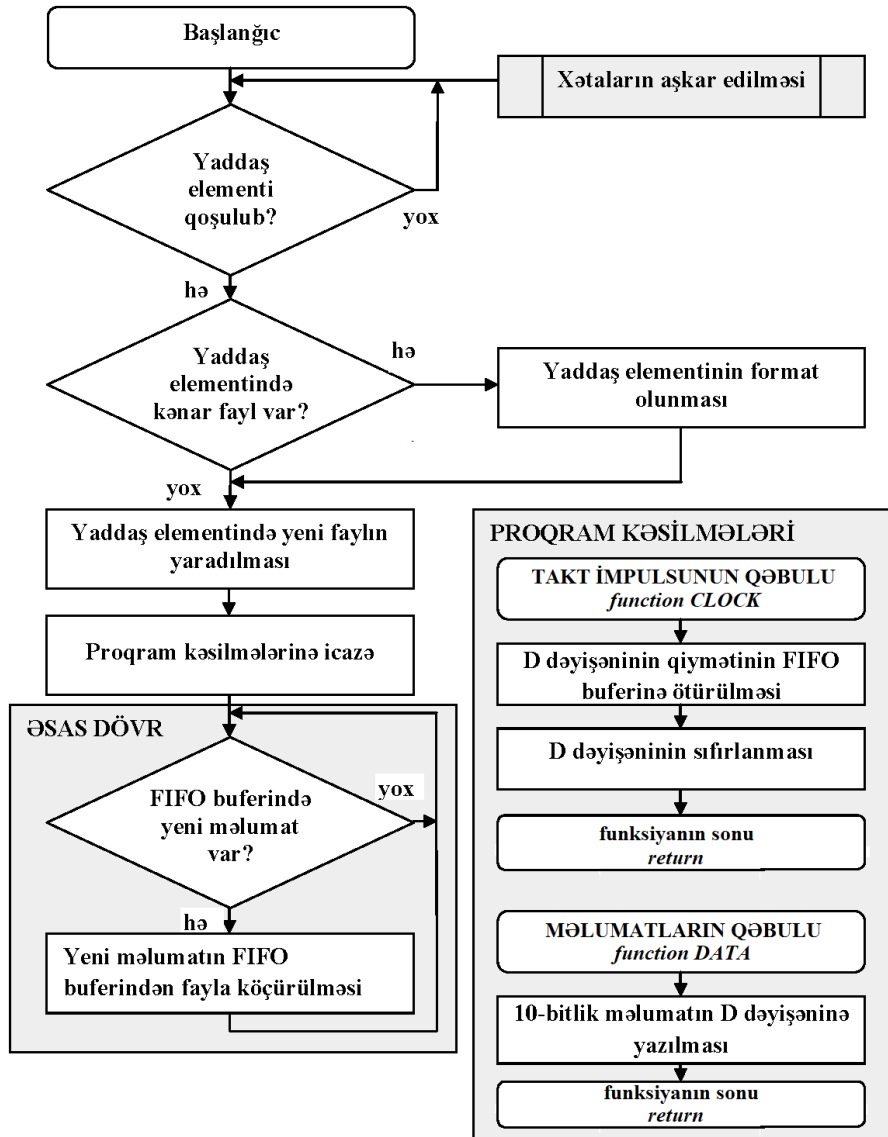 Başlanğıc
Xətaların aşkar edilməsi
Yaddaş
elementi
qoşulub?
yox
hə
Yaddaş
elementində
kənar fayl var?
hə
Yaddaş elementinin format
olunması
yox
Yaddaş elementində yeni faylın
yaradılması
Proqram kəsilmələrinə icazə
ƏSAS DÖVR
FIFO buferində
yeni məlumat
var?
yox
hə
Yeni məlumatın FIFO
buferindən fayla köçürülməsi
PROQRAM KƏSİLMƏLƏRİ
TAKT İMPULSUNUN QƏBULU
function CLOCK
D dəyişəninin qiymətinin FIFO
buferinə ötürülməsi
D dəyişəninin sıfırlanması
funksiyanın sonu
return
MƏLUMATLARIN QƏBULU
function DATA
10-bitlik məlumatın D dəyişəninə
yazılması
funksiyanın sonu
return